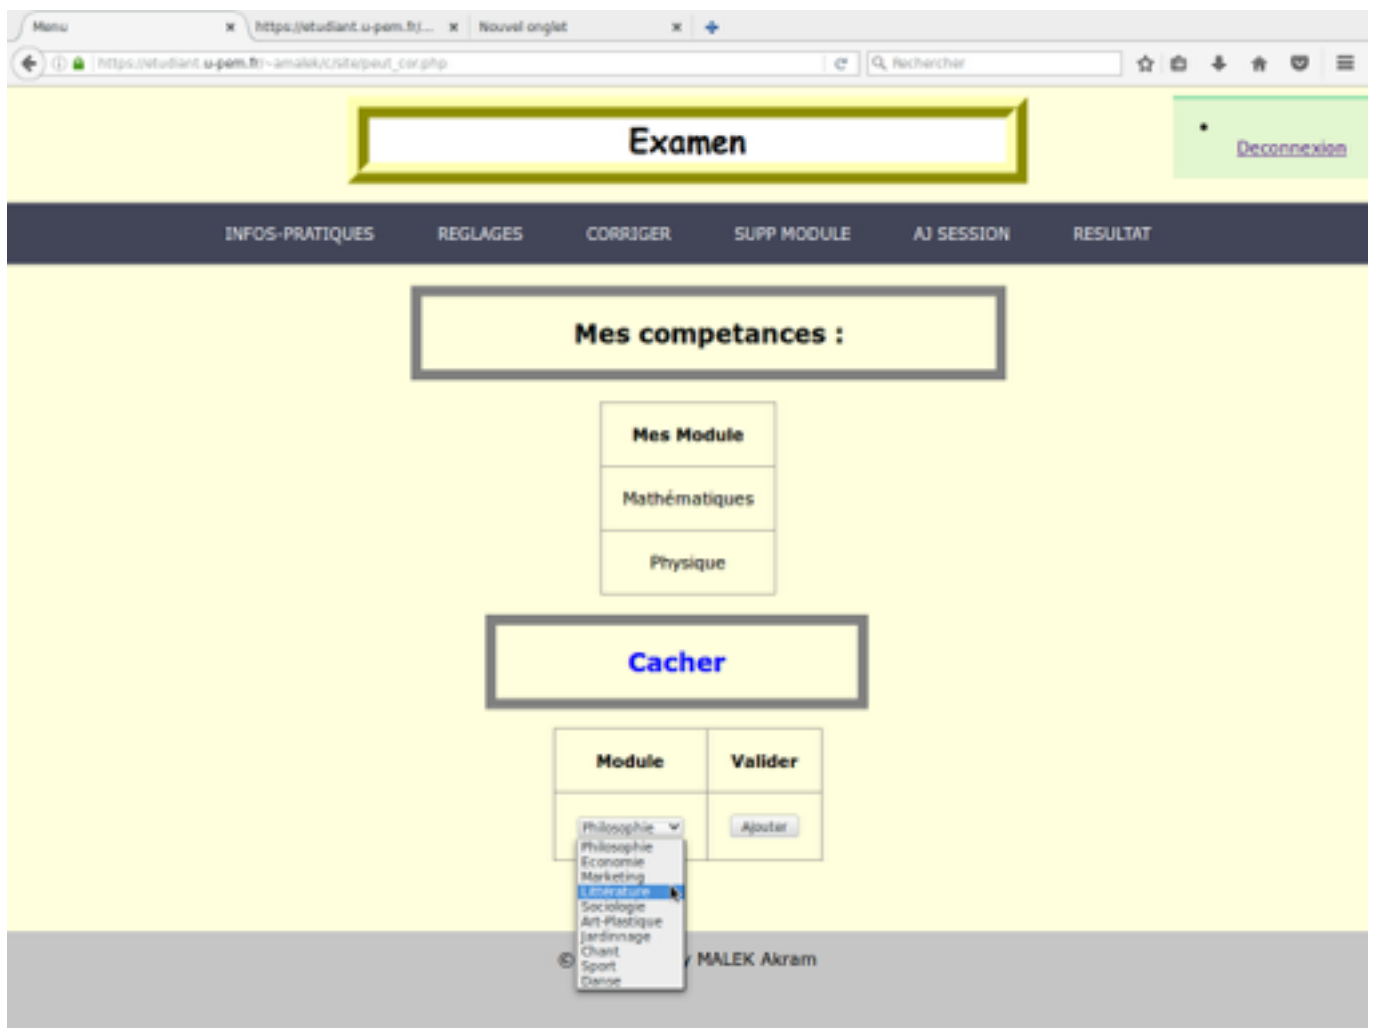 Menu https://etudiant.u-pem.fr/... Nouvel onglet
https://etudiant.u-pem.fr/~amalek/c/site/peut_cor.php Rechercher
Examen
Deconnexion
INFOS-PRATIQUES REGLAGES CORRIGER SUPP MODULE AJ SESSION RESULTAT
Mes competances :
Mes Module
Mathématiques
Physique
Cacher
Module Valider
Philosophie Ajouter
Philosophie
Economie
Marketing
Littérature
Sociologie
Art-Plastique
Jardinnage
Chant
Sport
Danse
© MALEK Akram